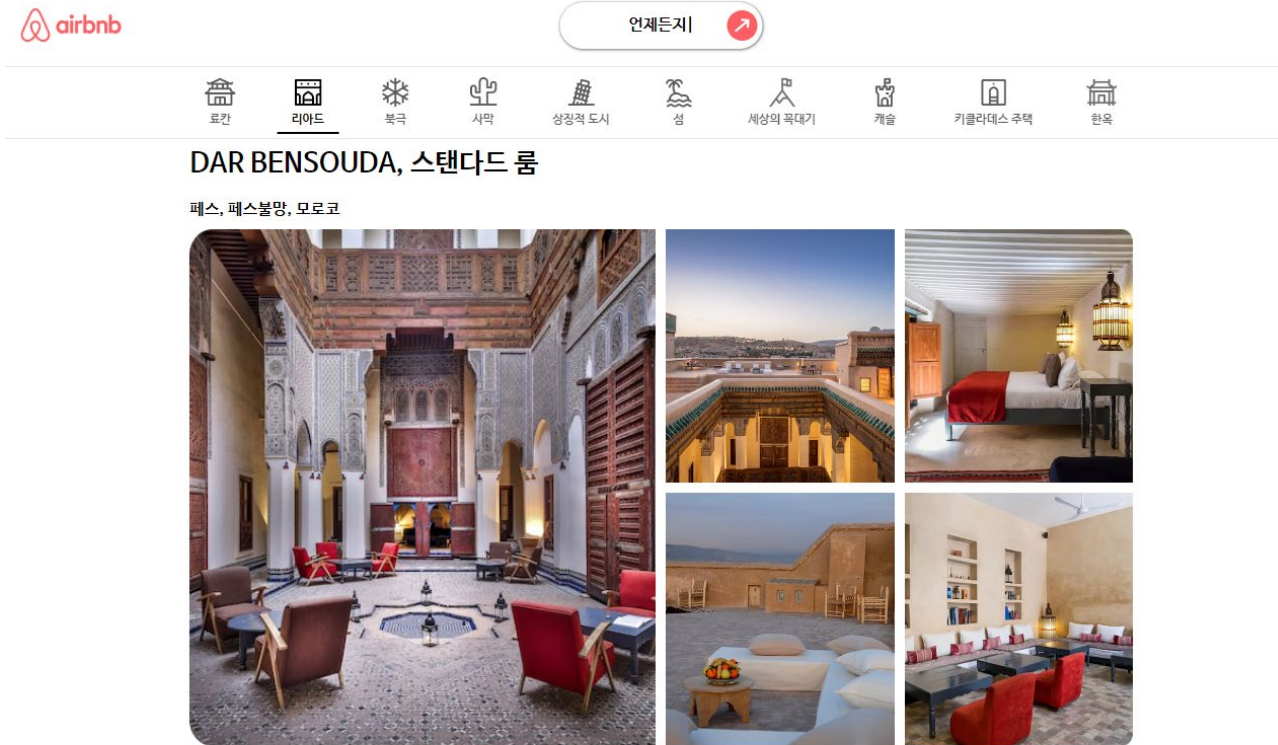 airbnb
언제든지
료칸
리아드
북극
사막
상징적 도시
섬
세상의 꼭대기
캐슬
키클라데스 주택
한옥
DAR BENSOUDA, 스탠다드 룸
페스, 페스불망, 모로코